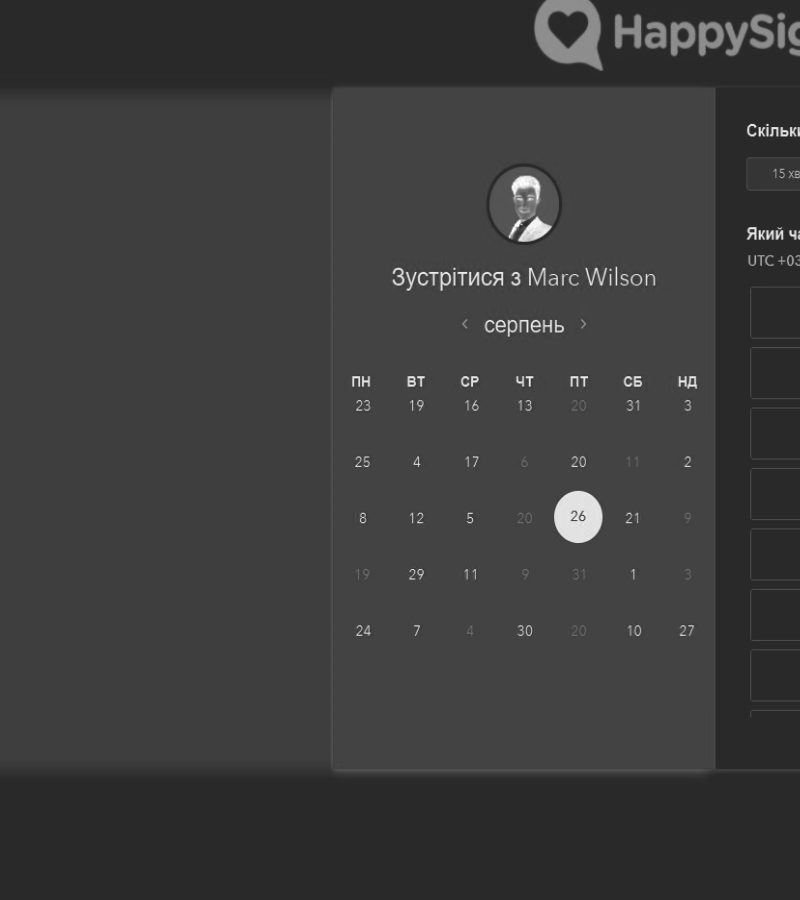 HappySig
Зустрітися з Marc Wilson
‹ серпень ›
ПН ВТ СР ЧТ ПТ СБ НД
23 19 16 13 20 31 3
25 4 17 6 20 11 2
8 12 5 20 26 21 9
19 29 11 9 31 1 3
24 7 4 30 20 10 27
Скільки
15 хв
Який ча
UTC +03